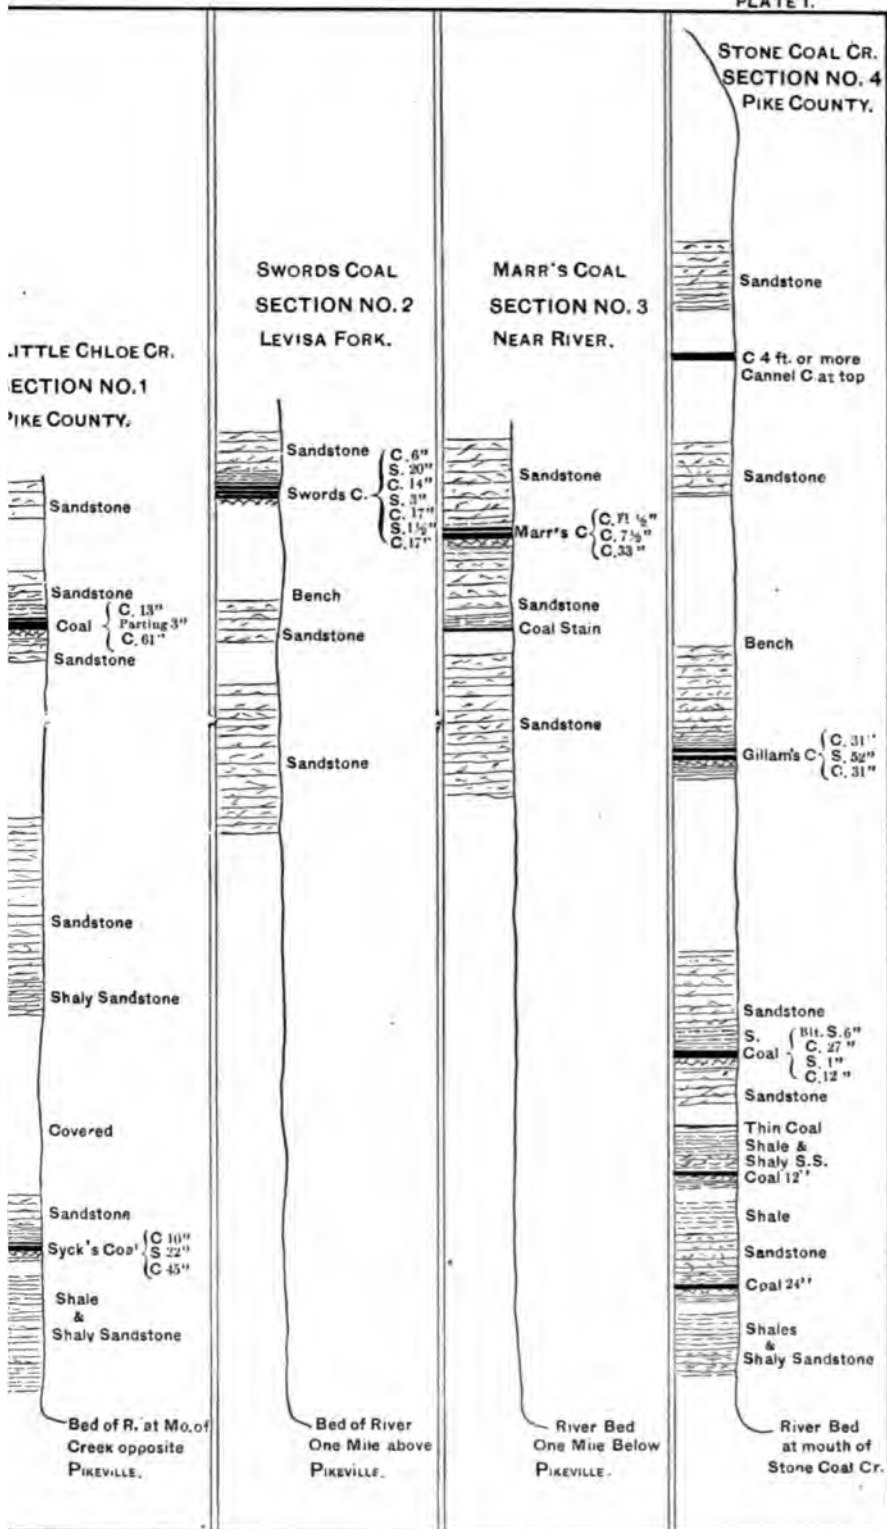 PLATE I.
LITTLE CHLOE CR.
SECTION NO. 1
PIKE COUNTY.
Sandstone
Sandstone
Coal { C. 13"
Parting 3"
C. 61"
Sandstone
Sandstone
Shaly Sandstone
Covered
Sandstone
Syck's Coal { C 10"
S 22"
C 45"
Shale
&
Shaly Sandstone
Bed of R. at Mo. of
Creek opposite
PIKEVILLE.
SWORDS COAL
SECTION NO. 2
LEVISA FORK.
Sandstone
Swords C. { C. 6"
S. 20"
C. 14"
S. 3"
C. 17"
S. 1½"
C. 17"
Bench
Sandstone
Sandstone
Bed of River
One Mile above
PIKEVILLE.
MARR'S COAL
SECTION NO. 3
NEAR RIVER.
Sandstone
Marr's C { C. ½"
C. 7½"
C. 33"
Sandstone
Coal Stain
Sandstone
River Bed
One Mile Below
PIKEVILLE.
STONE COAL CR.
SECTION NO. 4
PIKE COUNTY.
Sandstone
C 4 ft. or more
Cannel C. at top
Sandstone
Bench
Gillam's C { C. 31"
S. 52"
C. 31"
Sandstone
S.
Coal { Bit. S. 6"
C. 27"
S. 1"
C. 12"
Sandstone
Thin Coal
Shale &
Shaly S.S.
Coal 12"
Shale
Sandstone
Coal 24"
Shales
&
Shaly Sandstone
River Bed
at mouth of
Stone Coal Cr.